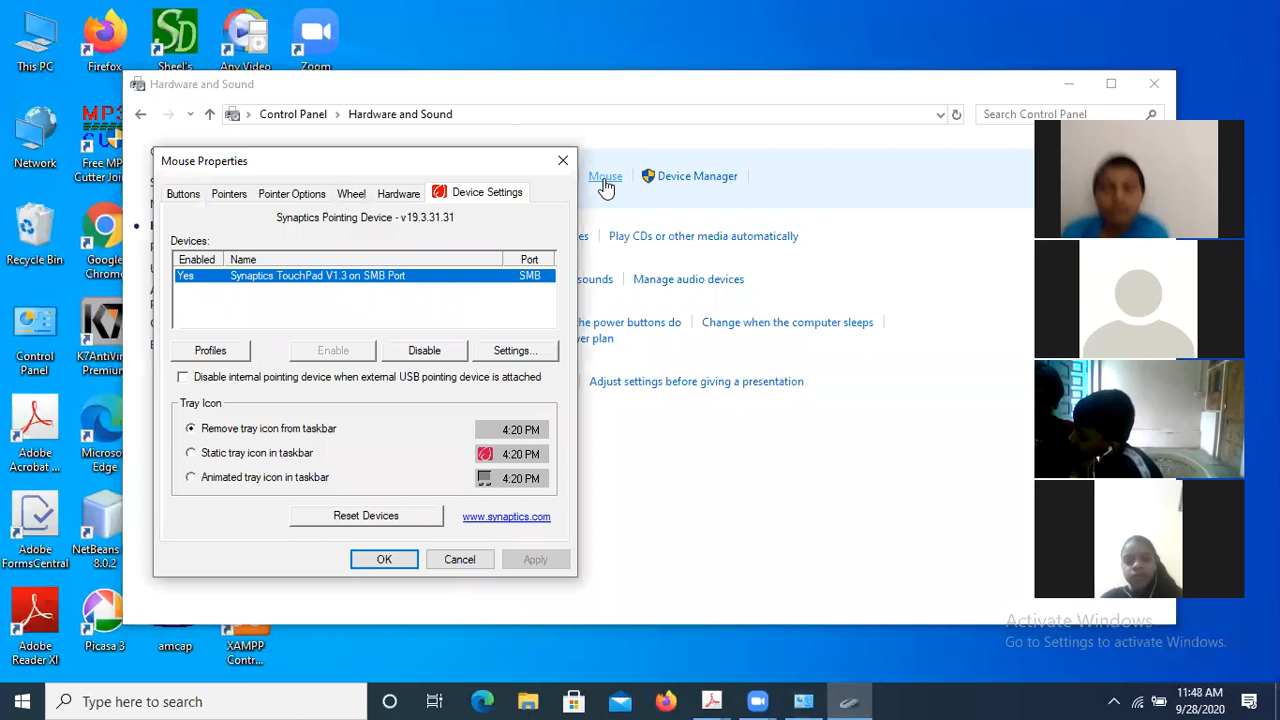 This PC
Firefox
Sheel's
Any Video
Zoom
Network
Free MP
Cutter Join
Recycle Bin
Google
Control
Panel
K7AntiVir
Premium
Adobe
Acrobat ...
Microsoft
Edge
Adobe
FormsCentral
NetBeans
8.0.2
Adobe
Reader XI
Picasa 3
amcap
XAMPP
Contr...
Hardware and Sound
Control Panel
Hardware and Sound
Search Control Panel
Mouse
Device Manager
Play CDs or other media automatically
sounds
Manage audio devices
the power buttons do
Change when the computer sleeps
er plan
Adjust settings before giving a presentation
Mouse Properties
Buttons
Pointers
Pointer Options
Wheel
Hardware
Device Settings
Synaptics Pointing Device - v19.3.31.31
Devices:
Enabled
Name
Port
Yes
Synaptics TouchPad V1.3 on SMB Port
SMB
Profiles
Enable
Disable
Settings...
Disable internal pointing device when external USB pointing device is attached
Tray Icon
Remove tray icon from taskbar
4:20 PM
Static tray icon in taskbar
4:20 PM
Animated tray icon in taskbar
4:20 PM
Reset Devices
www.synaptics.com
OK
Cancel
Apply
Activate Windows
Go to Settings to activate Windows.
Type here to search
11:48 AM
9/28/2020